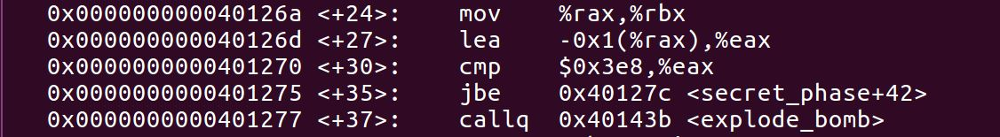 0x000000000040126a <+24>: mov %rax,%rbx
0x000000000040126d <+27>: lea -0x1(%rax),%eax
0x0000000000401270 <+30>: cmp $0x3e8,%eax
0x0000000000401275 <+35>: jbe 0x40127c <secret_phase+42>
0x0000000000401277 <+37>: callq 0x40143b <explode_bomb>